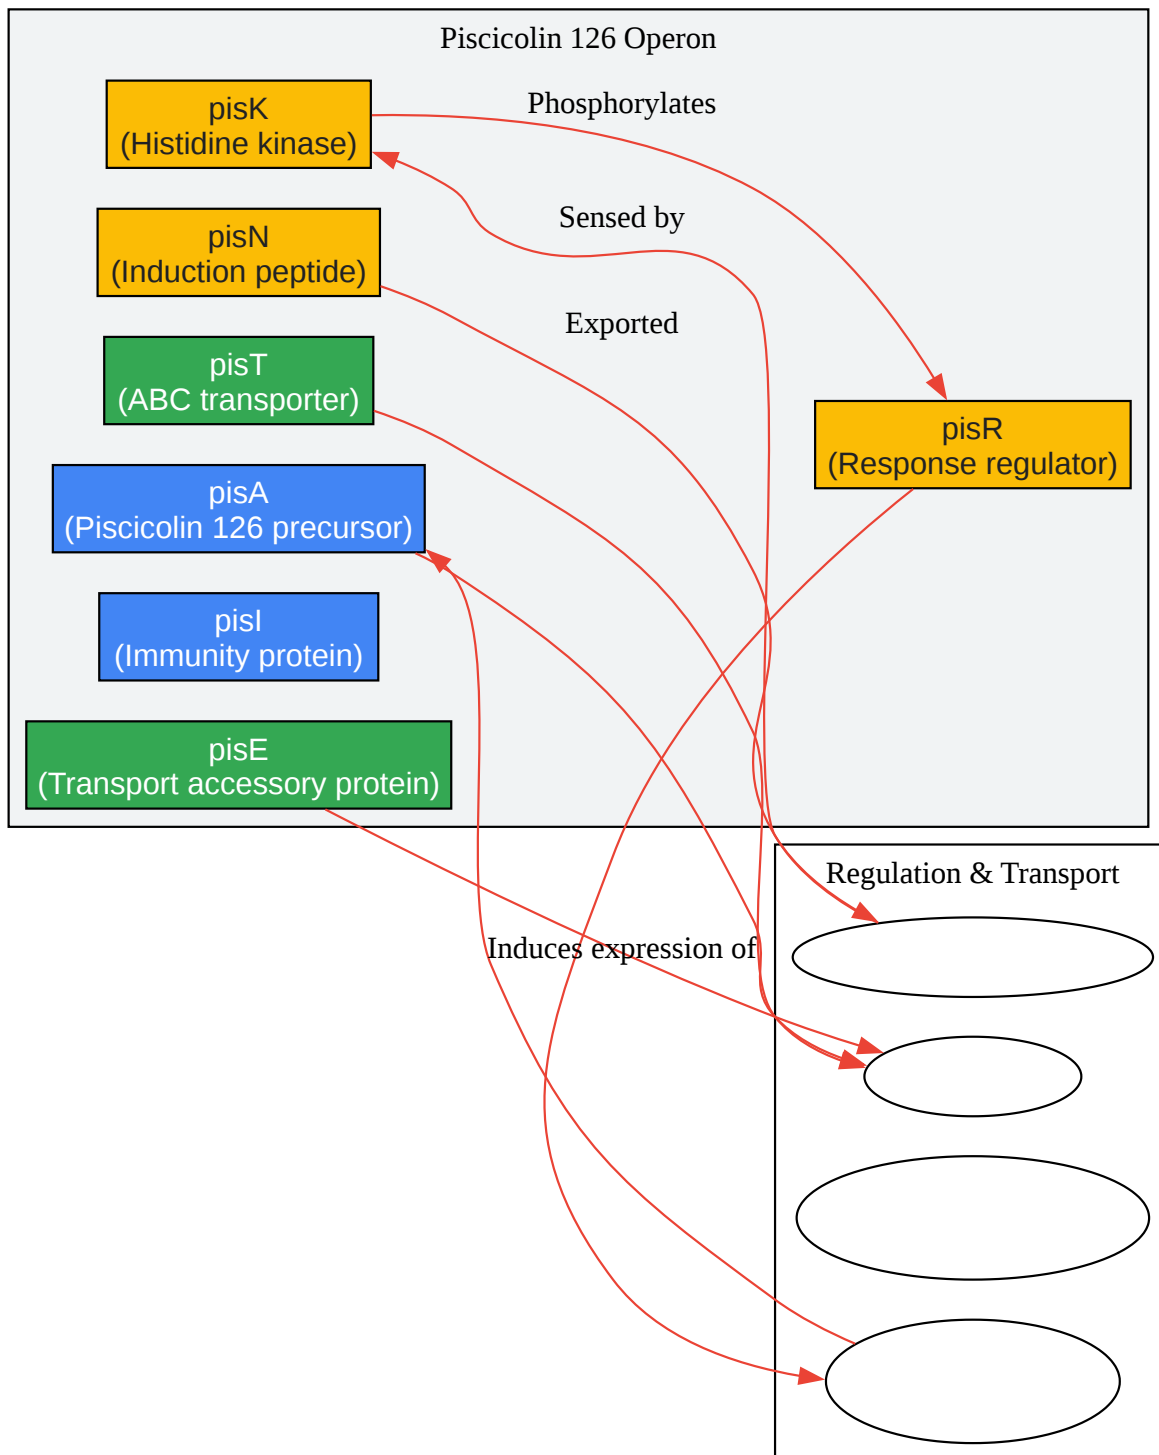 Piscicolin 126 Operon
pisK
(Histidine kinase)
Phosphorylates
Sensed by
pisN
(Induction peptide)
Exported
pisT
(ABC transporter)
pisR
(Response regulator)
pisA
(Piscicolin 126 precursor)
pisI
(Immunity protein)
pisE
(Transport accessory protein)
Regulation & Transport
Induces expression of